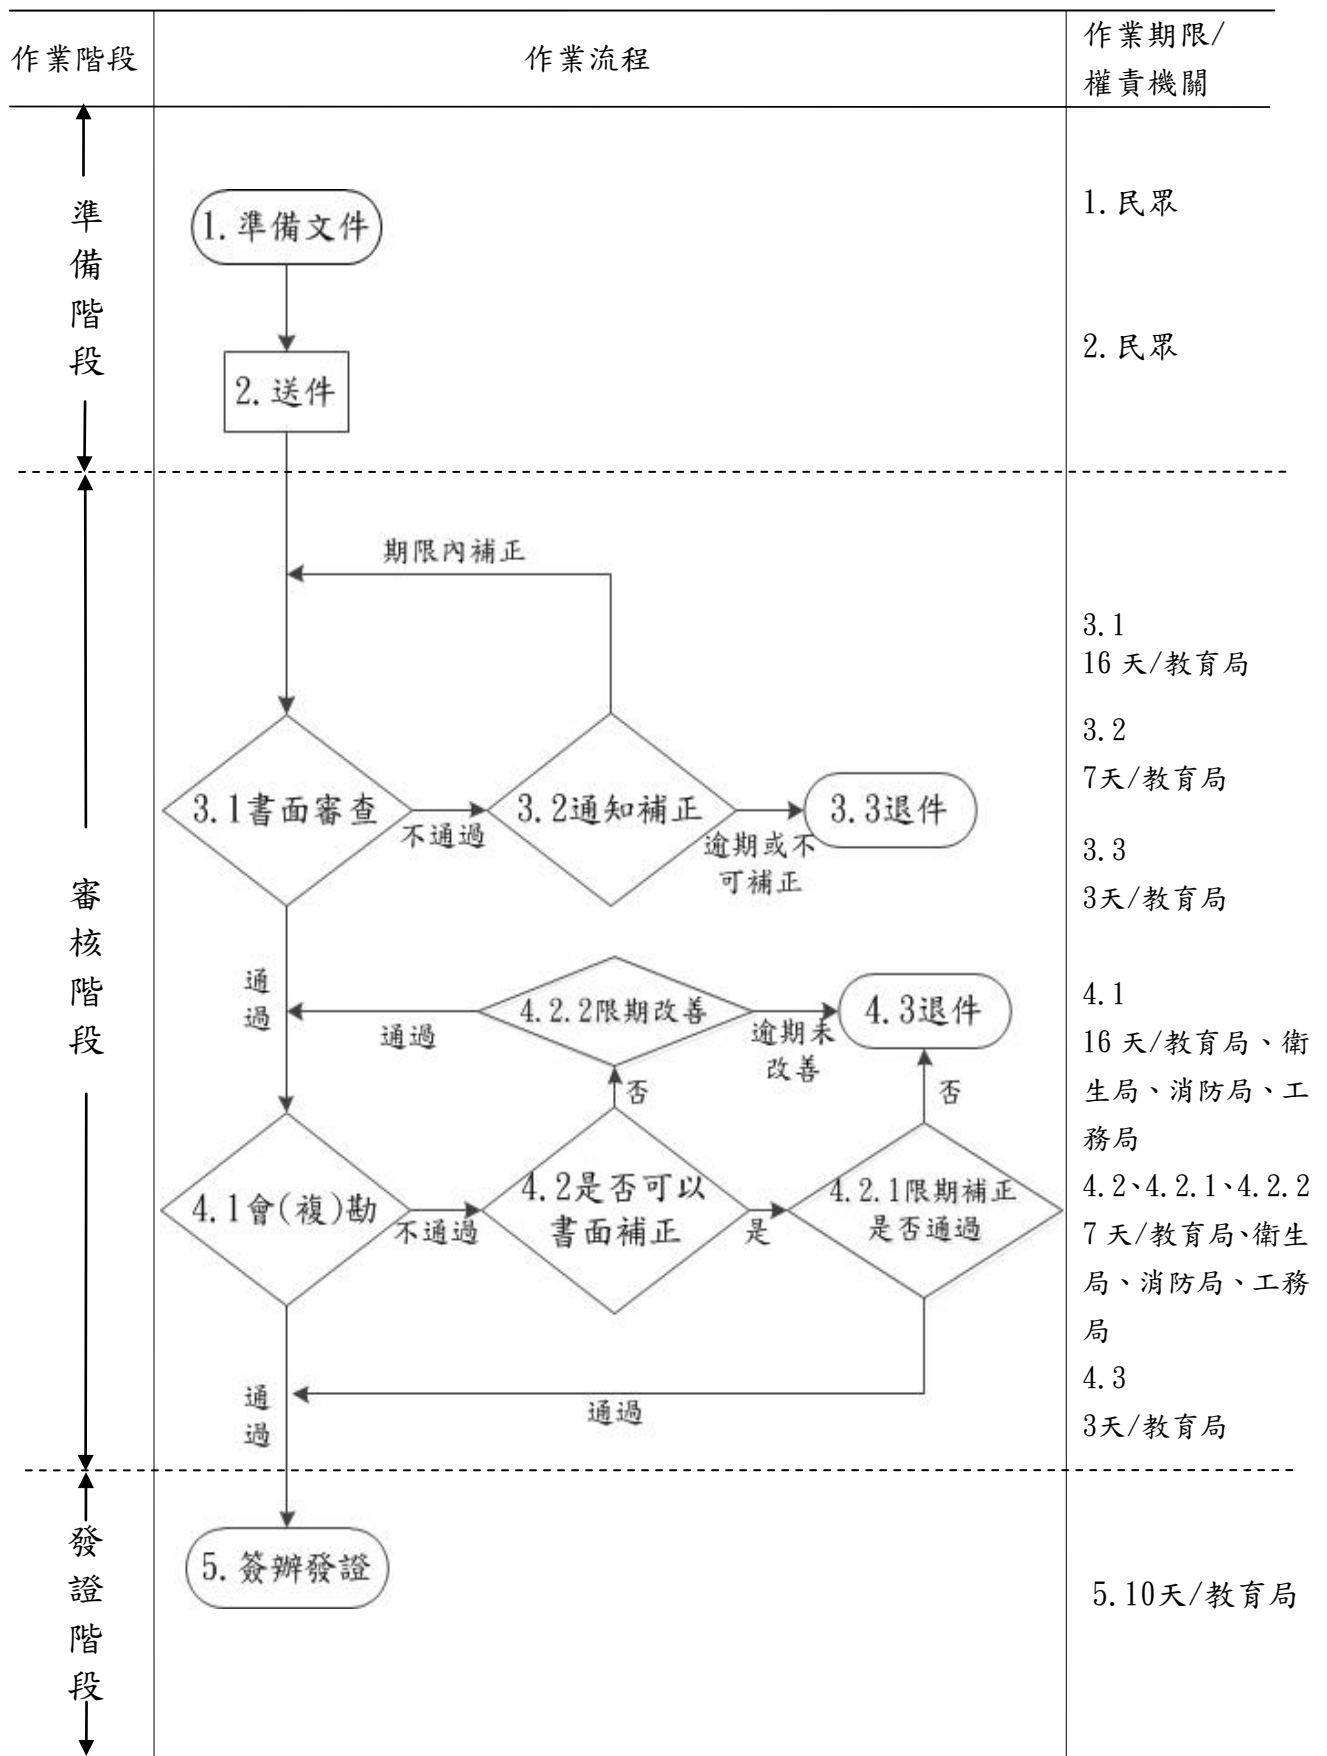 作業階段
作業流程
作業期限/
權責機關
準備階段
1.準備文件
1.民眾
2.送件
2.民眾
審核階段
期限內補正
3.1書面審查
不通過
3.2通知補正
逾期或不
可補正
3.3退件
3.1
16 天/教育局
3.2
7天/教育局
3.3
3天/教育局
通過
通過
4.2.2限期改善
逾期未
改善
4.3退件
否
否
4.1會(複)勘
不通過
4.2是否可以
書面補正
是
4.2.1限期補正
是否通過
通過
通過
4.1
16 天/教育局、衛
生局、消防局、工
務局
4.2、4.2.1、4.2.2
7 天/教育局、衛生
局、消防局、工務
局
4.3
3天/教育局
發證階段
5.簽辦發證
5.10天/教育局